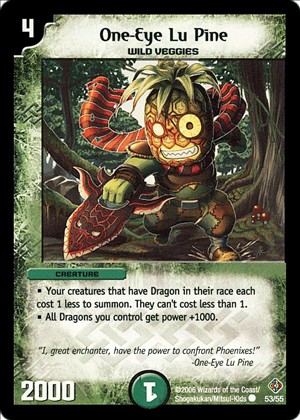 4
One-Eye Lu Pine
WILD VEGGIES
CREATURE
▪ Your creatures that have Dragon in their race each
cost 1 less to summon. They can't cost less than 1.
▪ All Dragons you control get power +1000.
"I, great enchanter, have the power to confront Phoenixes!"
-One-Eye Lu Pine
2000
1
©2006 Wizards of the Coast/
Shogakukan/Mitsui-Kids
53/55